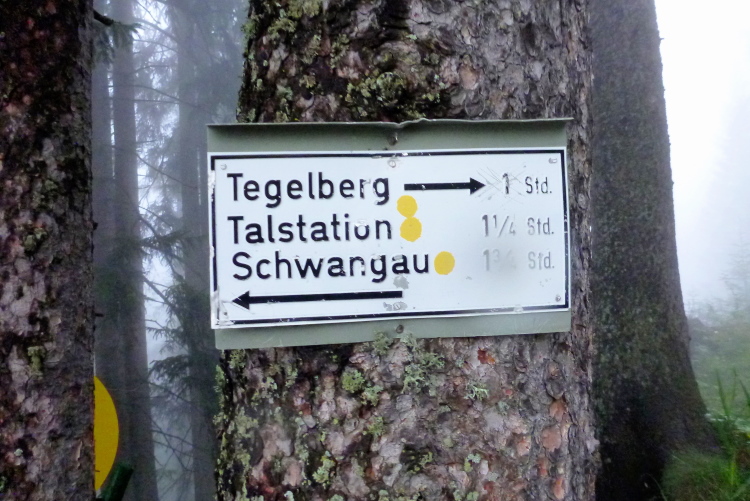 Tegelberg → 1 Std.
Talstation 1¼ Std.
Schwangau 1¾ Std.
←